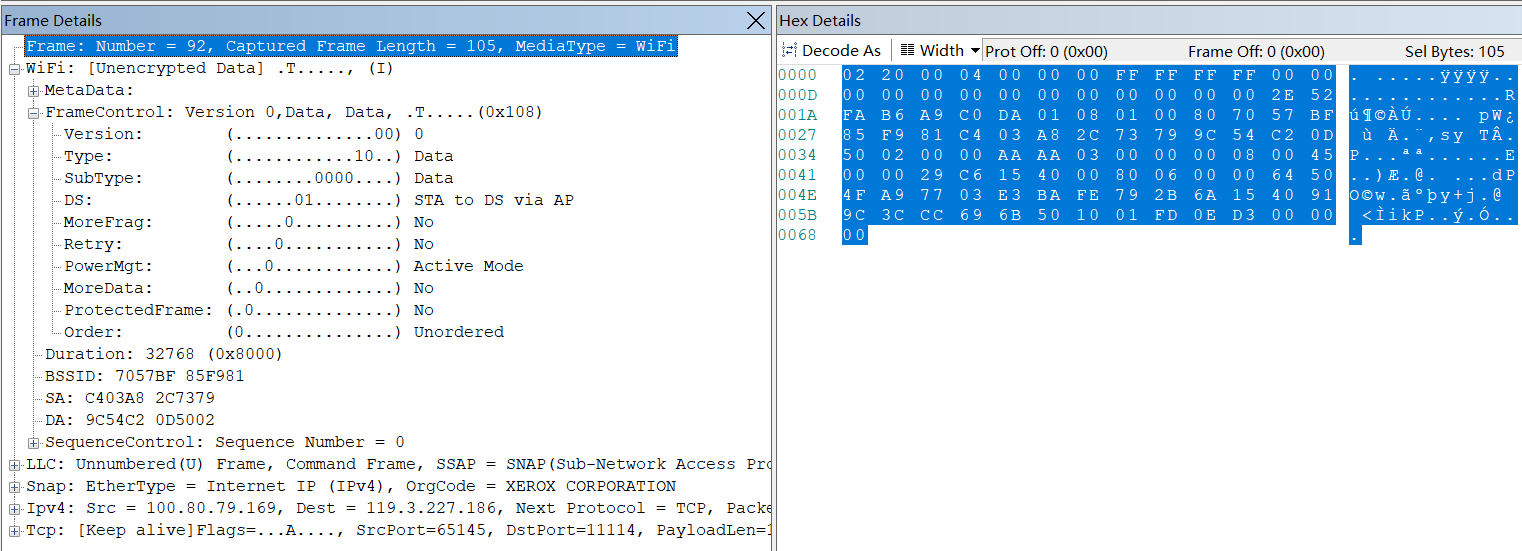 Frame Details
Frame: Number = 92, Captured Frame Length = 105, MediaType = WiFi
WiFi: [Unencrypted Data] .T....., (I)
MetaData:
FrameControl: Version 0,Data, Data, .T.....(0x108)
Version: (..............00) 0
Type: (............10..) Data
SubType: (........0000....) Data
DS: (......01........) STA to DS via AP
MoreFrag: (.....0..........) No
Retry: (....0...........) No
PowerMgt: (...0............) Active Mode
MoreData: (..0.............) No
ProtectedFrame: (.0..............) No
Order: (0...............) Unordered
Duration: 32768 (0x8000)
BSSID: 7057BF 85F981
SA: C403A8 2C7379
DA: 9C54C2 0D5002
SequenceControl: Sequence Number = 0
LLC: Unnumbered(U) Frame, Command Frame, SSAP = SNAP(Sub-Network Access Pro
Snap: EtherType = Internet IP (IPv4), OrgCode = XEROX CORPORATION
Ipv4: Src = 100.80.79.169, Dest = 119.3.227.186, Next Protocol = TCP, Packe
Tcp: [Keep alive]Flags=...A...., SrcPort=65145, DstPort=11114, PayloadLen=1
Hex Details
Decode As Width Prot Off: 0 (0x00) Frame Off: 0 (0x00) Sel Bytes: 105
0000 02 20 00 04 00 00 00 FF FF FF FF 00 00 . .....ÿÿÿÿ..
000D 00 00 00 00 00 00 00 00 00 00 00 2E 52 ............R
001A FA B6 A9 C0 DA 01 08 01 00 80 70 57 BF ú¶©ÀÚ.... pW¿
0027 85 F9 81 C4 03 A8 2C 73 79 9C 54 C2 0D  ù Ä.¨,sy TÂ.
0034 50 02 00 00 AA AA 03 00 00 00 08 00 45 P...ªª......E
0041 00 00 29 C6 15 40 00 80 06 00 00 64 50 ..)Æ.@. ...dP
004E 4F A9 77 03 E3 BA FE 79 2B 6A 15 40 91 O©w.ãºþy+j.@
005B 9C 3C CC 69 6B 50 10 01 FD 0E D3 00 00  <ÌikP..ý.Ó..
0068 00 .